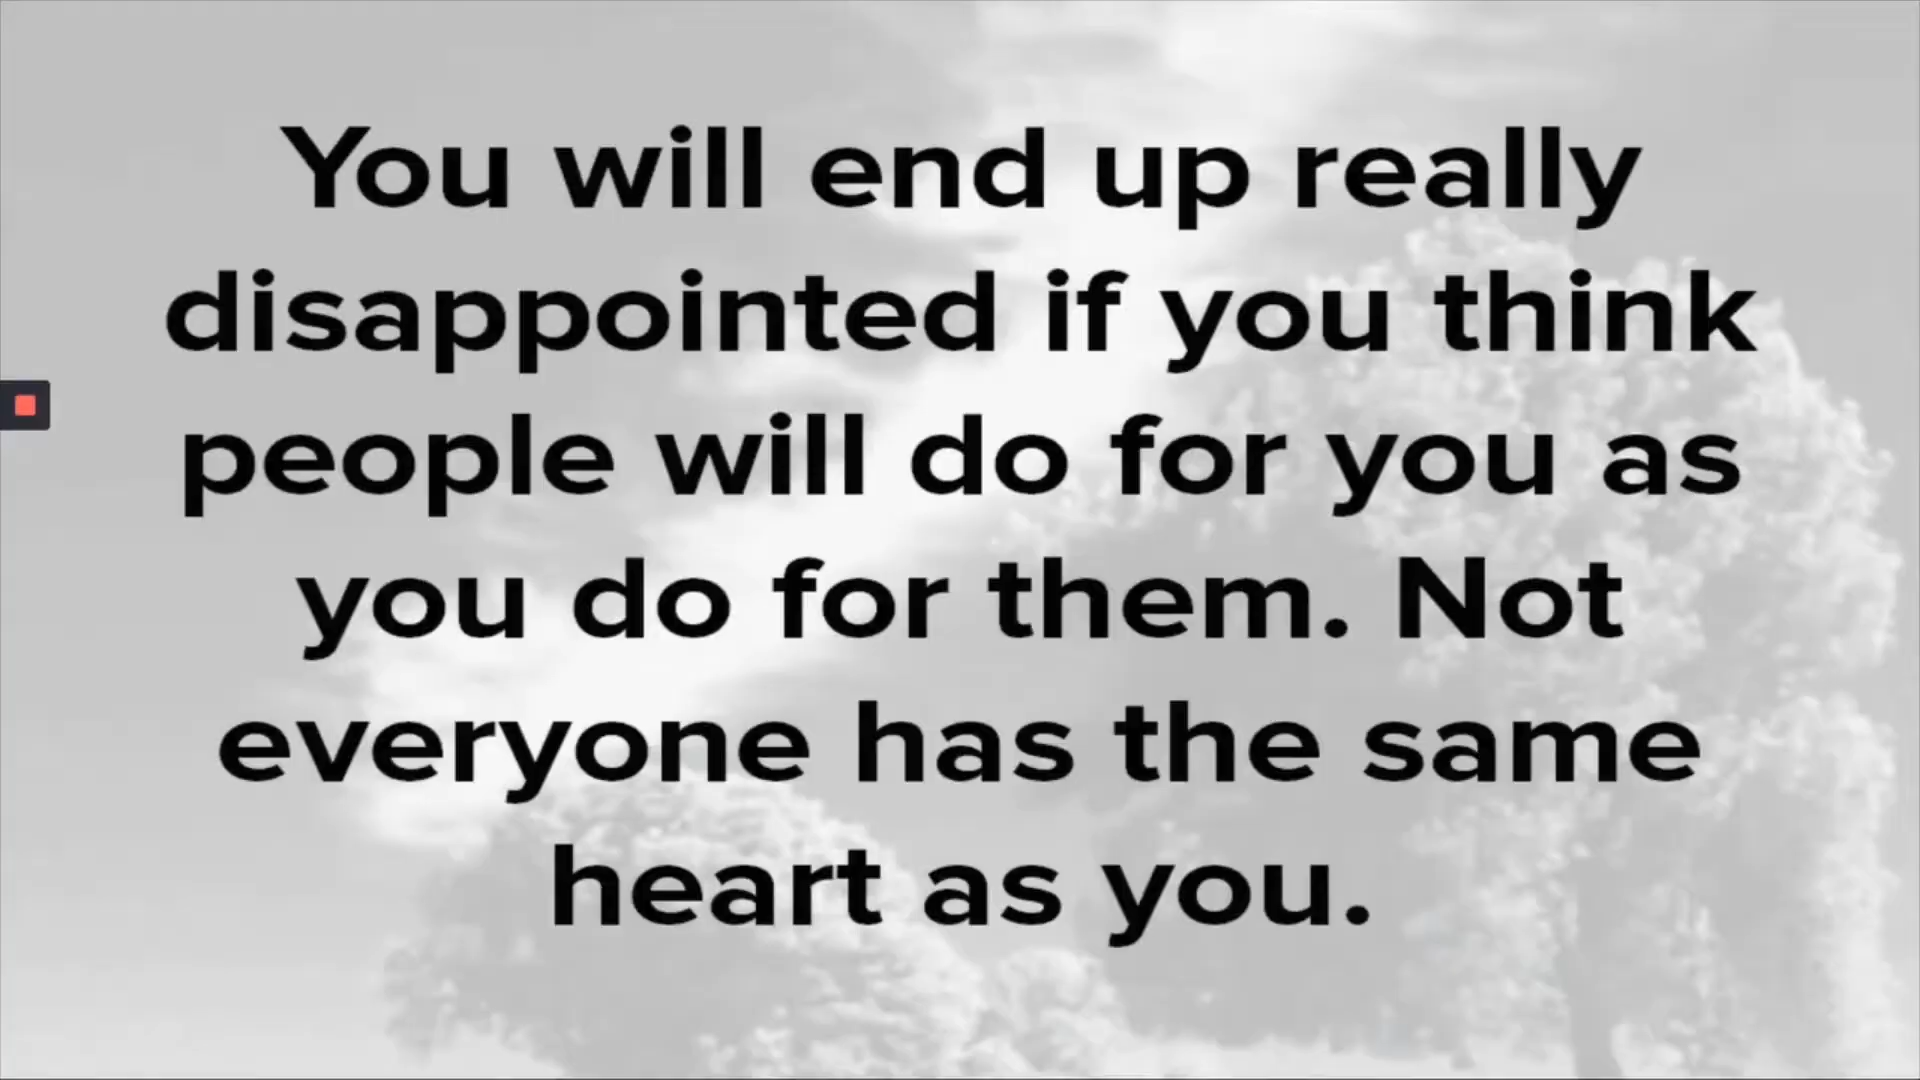 You will end up really
disappointed if you think
people will do for you as
you do for them. Not
everyone has the same
heart as you.